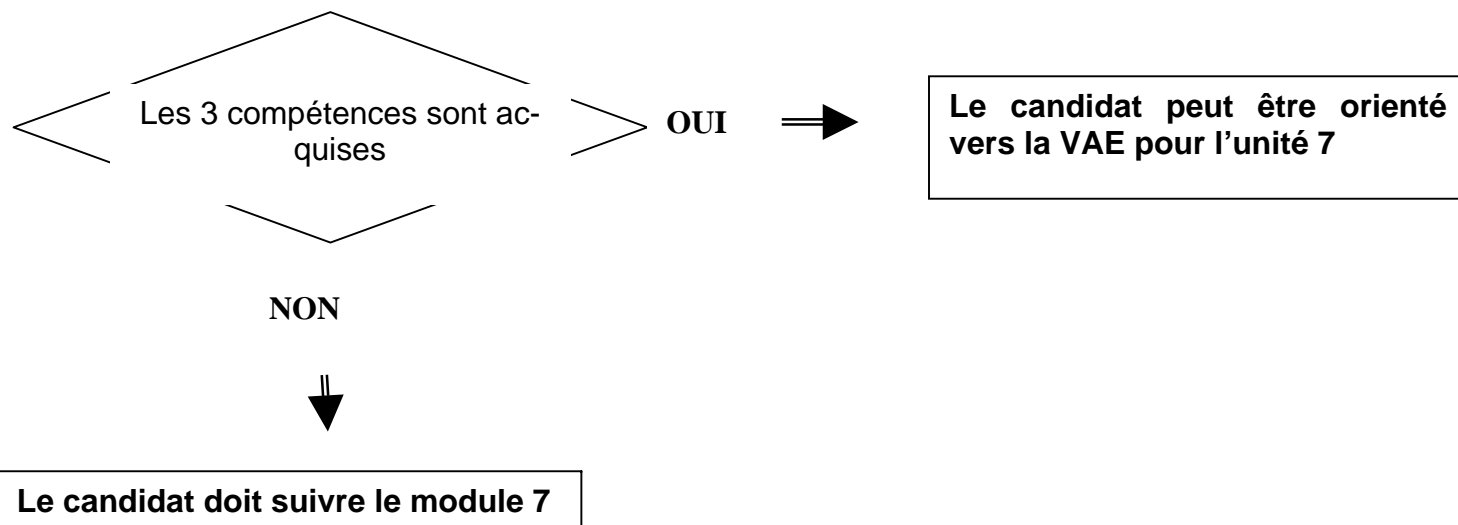 Les 3 compétences sont ac-
quises
OUI
Le candidat peut être orienté
vers la VAE pour l’unité 7
NON
Le candidat doit suivre le module 7